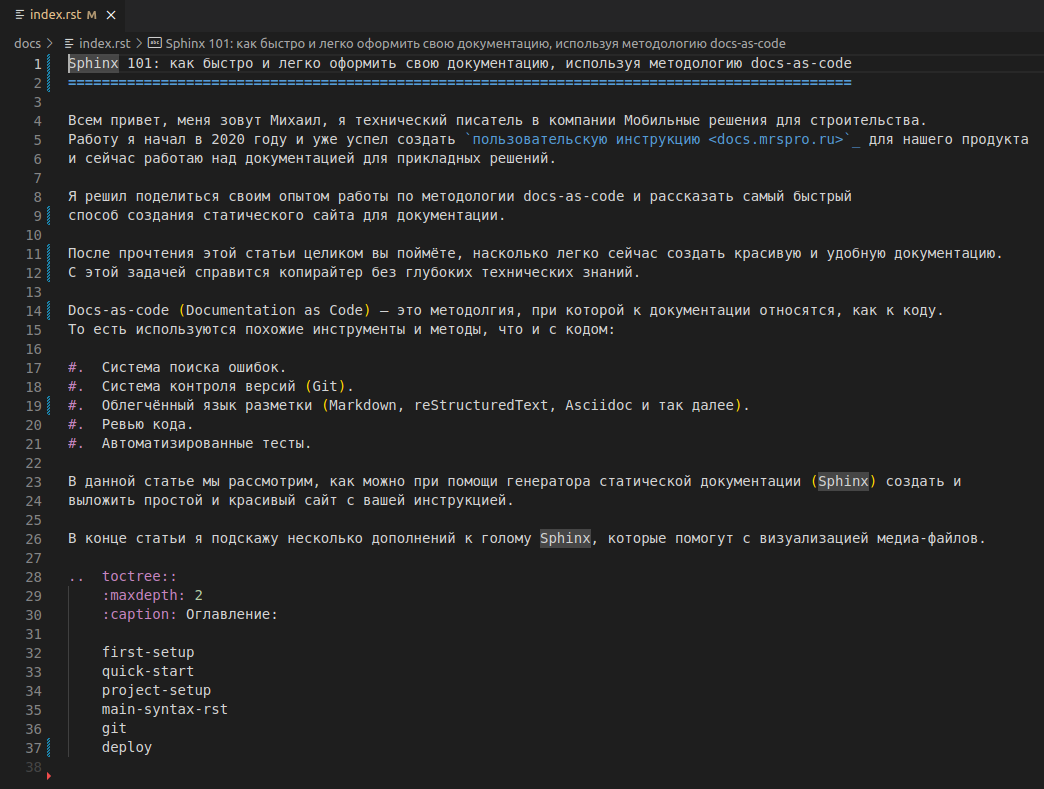 index.rst M
docs > index.rst > Sphinx 101: как быстро и легко оформить свою документацию, используя методологию docs-as-code
1 Sphinx 101: как быстро и легко оформить свою документацию, используя методологию docs-as-code
2 =============================================================================================
3
4 Всем привет, меня зовут Михаил, я технический писатель в компании Мобильные решения для строительства.
5 Работу я начал в 2020 году и уже успел создать `пользовательскую инструкцию <docs.mrspro.ru>`_ для нашего продукта
6 и сейчас работаю над документацией для прикладных решений.
7
8 Я решил поделиться своим опытом работы по методологии docs-as-code и рассказать самый быстрый
9 способ создания статического сайта для документации.
10
11 После прочтения этой статьи целиком вы поймёте, насколько легко сейчас создать красивую и удобную документацию.
12 С этой задачей справится копирайтер без глубоких технических знаний.
13
14 Docs-as-code (Documentation as Code) — это методолгия, при которой к документации относятся, как к коду.
15 То есть используются похожие инструменты и методы, что и с кодом:
16
17 #. Система поиска ошибок.
18 #. Система контроля версий (Git).
19 #. Облегчённый язык разметки (Markdown, reStructuredText, Asciidoc и так далее).
20 #. Ревью кода.
21 #. Автоматизированные тесты.
22
23 В данной статье мы рассмотрим, как можно при помощи генератора статической документации (Sphinx) создать и
24 выложить простой и красивый сайт с вашей инструкцией.
25
26 В конце статьи я подскажу несколько дополнений к голому Sphinx, которые помогут с визуализацией медиа-файлов.
27
28 .. toctree::
29 :maxdepth: 2
30 :caption: Оглавление:
31
32 first-setup
33 quick-start
34 project-setup
35 main-syntax-rst
36 git
37 deploy
38